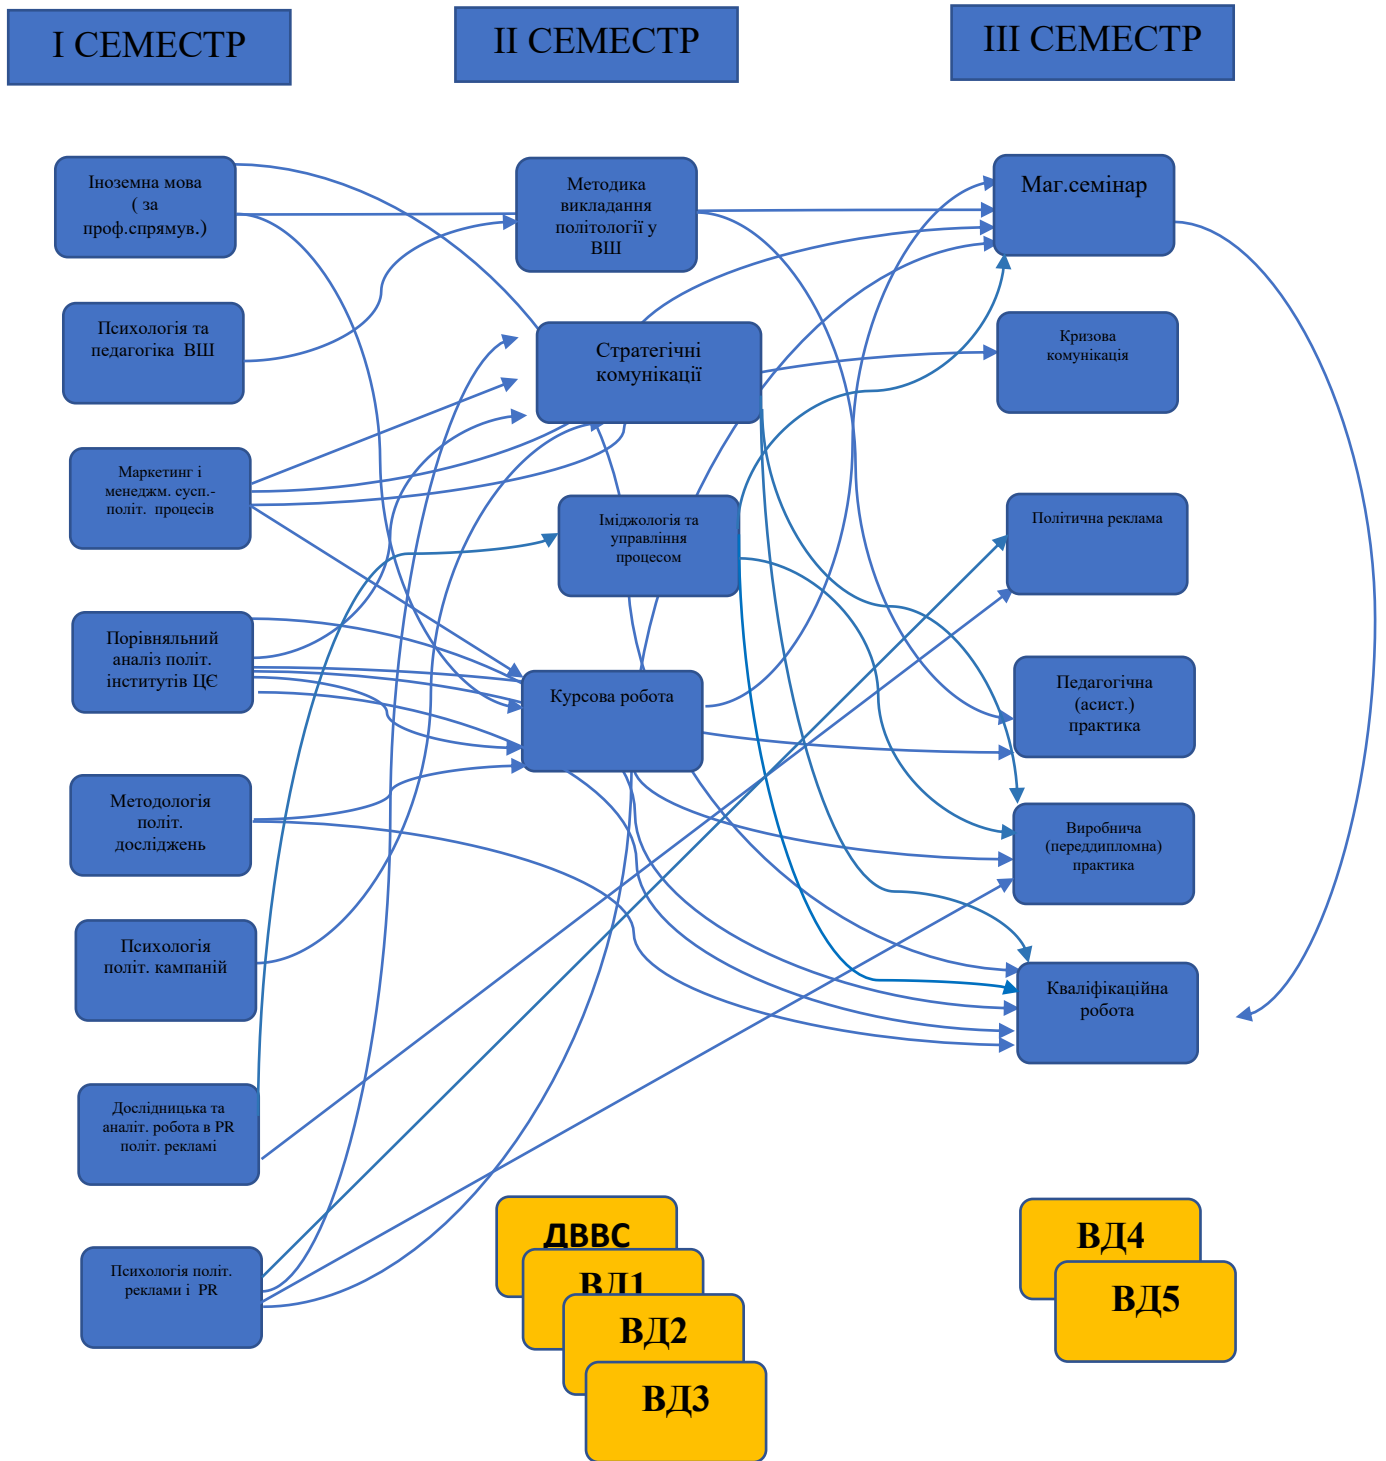 І СЕМЕСТР
ІІ СЕМЕСТР
ІІІ СЕМЕСТР
Іноземна мова
( за
проф.спрямув.)
Психологія та
педагогіка ВШ
Маркетинг і
менеджм. сусп.-
політ. процесів
Порівняльний
аналіз політ.
інститутів ЦЄ
Методологія
політ.
досліджень
Психологія
політ. кампаній
Дослідницька та
аналіт. робота в PR
політ. рекламі
Психологія політ.
реклами і PR
Методика
викладання
політології у
ВШ
Стратегічні
комунікації
Іміджологія та
управління
процесом
Курсова робота
ДВВС
ВД1
ВД2
ВД3
Маг.семінар
Кризова
комунікація
Політична реклама
Педагогічна
(асист.)
практика
Виробнича
(переддипломна)
практика
Кваліфікаційна
робота
ВД4
ВД5